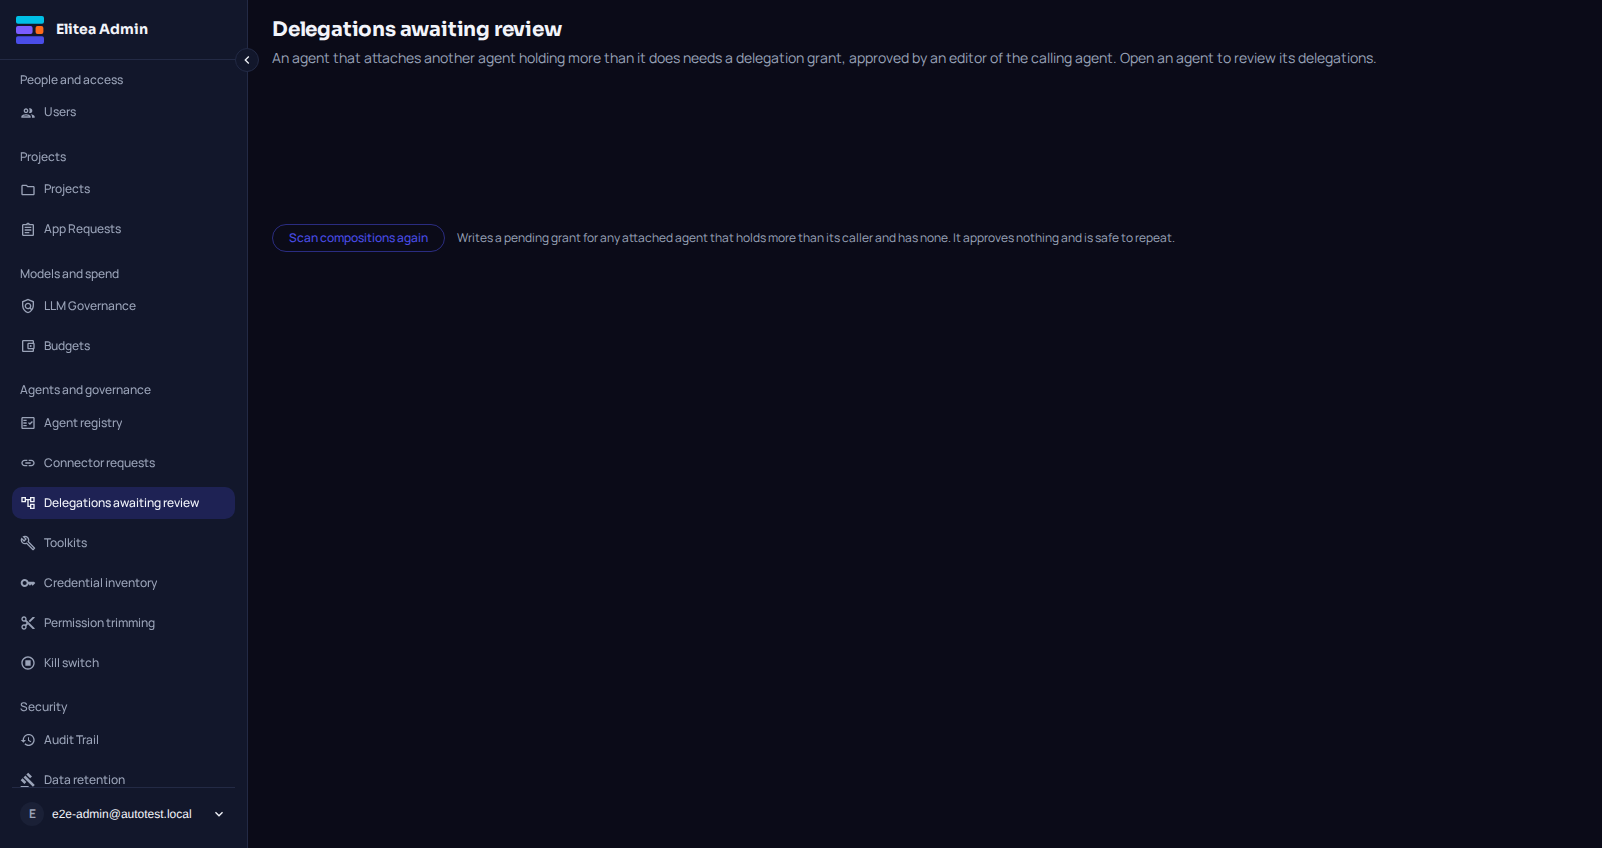 Elitea Admin
People and access
Users
Projects
Projects
App Requests
Models and spend
LLM Governance
Budgets
Agents and governance
Agent registry
Connector requests
Delegations awaiting review
Toolkits
Credential inventory
Permission trimming
Kill switch
Security
Audit Trail
Data retention
E e2e-admin@autotest.local
Delegations awaiting review
An agent that attaches another agent holding more than it does needs a delegation grant, approved by an editor of the calling agent. Open an agent to review its delegations.
Scan compositions again Writes a pending grant for any attached agent that holds more than its caller and has none. It approves nothing and is safe to repeat.